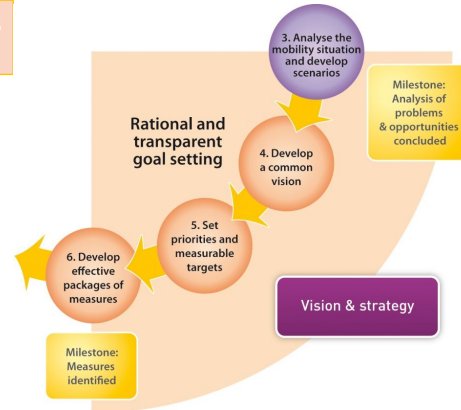 3. Analyse the
mobility situation
and develop
scenarios
Milestone:
Analysis of
problems
& opportunities
concluded
Rational and
transparent
goal setting
4. Develop
a common
vision
5. Set
priorities and
measurable
targets
6. Develop
effective
packages of
measures
Vision & strategy
Milestone:
Measures
identified